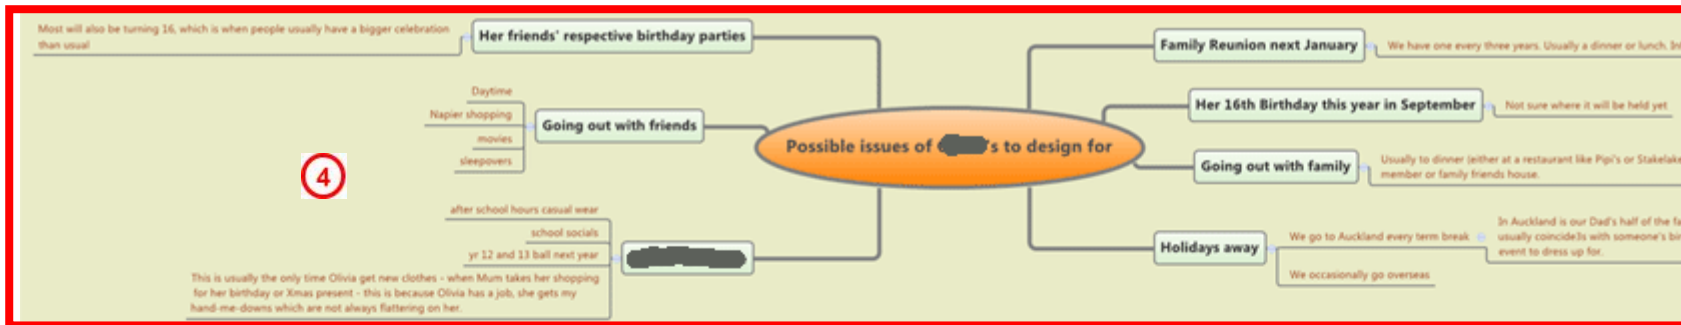 Most will also be turning 16, which is when people usually have a bigger celebration
than usual
Her friends' respective birthday parties
Daytime
Napier shopping
movies
sleepovers
Going out with friends
4
after school hours casual wear
school socials
yr 12 and 13 ball next year
This is usually the only time Olivia get new clothes - when Mum takes her shopping
for her birthday or Xmas present - this is because Olivia has a job, she gets my
hand-me-downs which are not always flattering on her.
Possible issues of 's to design for
Family Reunion next January
We have one every three years. Usually a dinner or lunch.
Her 16th Birthday this year in September
Not sure where it will be held yet
Going out with family
Usually to dinner (either at a restaurant like Pipi's or Stakelake
member or family friends house.
Holidays away
We go to Auckland every term break
In Auckland is our Dad's half of the fa
usually coincide3s with someone's bi
event to dress up for.
We occasionally go overseas